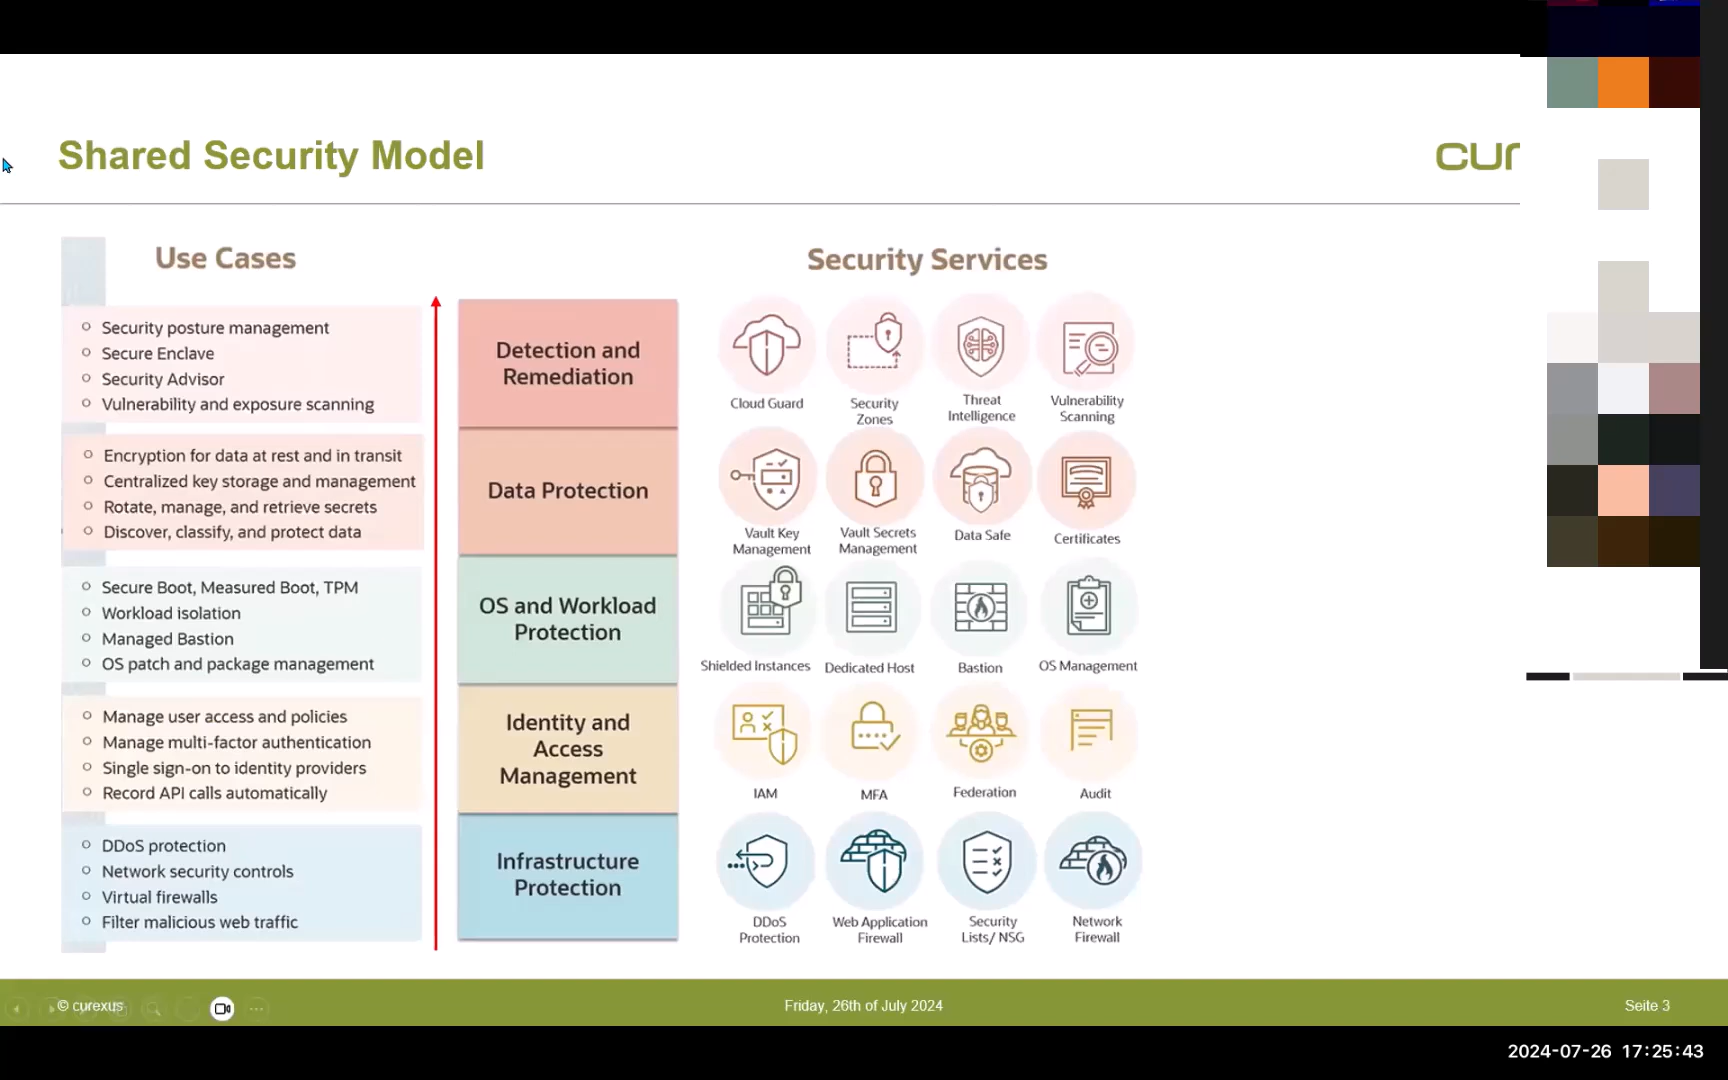 Shared Security Model
Use Cases
Security Services
Security posture management
Secure Enclave
Security Advisor
Vulnerability and exposure scanning
Detection and
Remediation
Cloud Guard
Security
Zones
Threat
Intelligence
Vulnerability
Scanning
Encryption for data at rest and in transit
Centralized key storage and management
Rotate, manage, and retrieve secrets
Discover, classify, and protect data
Data Protection
Vault Key
Management
Vault Secrets
Management
Data Safe
Certificates
Secure Boot, Measured Boot, TPM
Workload isolation
Managed Bastion
OS patch and package management
OS and Workload
Protection
Shielded Instances
Dedicated Host
Bastion
OS Management
Manage user access and policies
Manage multi-factor authentication
Single sign-on to identity providers
Record API calls automatically
Identity and
Access
Management
IAM
MFA
Federation
Audit
DDoS protection
Network security controls
Virtual firewalls
Filter malicious web traffic
Infrastructure
Protection
DDoS
Protection
Web Application
Firewall
Security
Lists/ NSG
Network
Firewall
© curexus
Friday, 26th of July 2024
Seite 3
2024-07-26 17:25:43